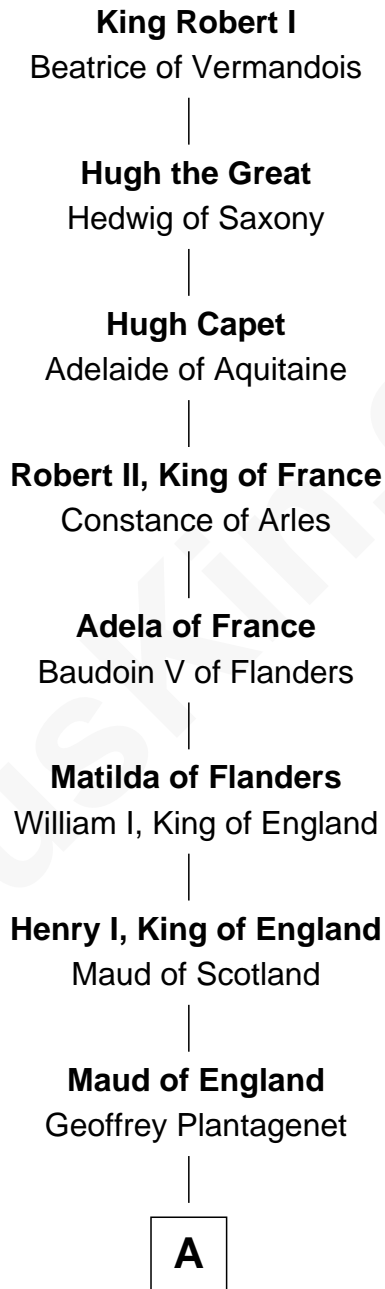 King Robert I
Beatrice of Vermandois
Hugh the Great
Hedwig of Saxony
Hugh Capet
Adelaide of Aquitaine
Robert II, King of France
Constance of Arles
Adela of France
Baudoin V of Flanders
Matilda of Flanders
William I, King of England
Henry I, King of England
Maud of Scotland
Maud of England
Geoffrey Plantagenet
A